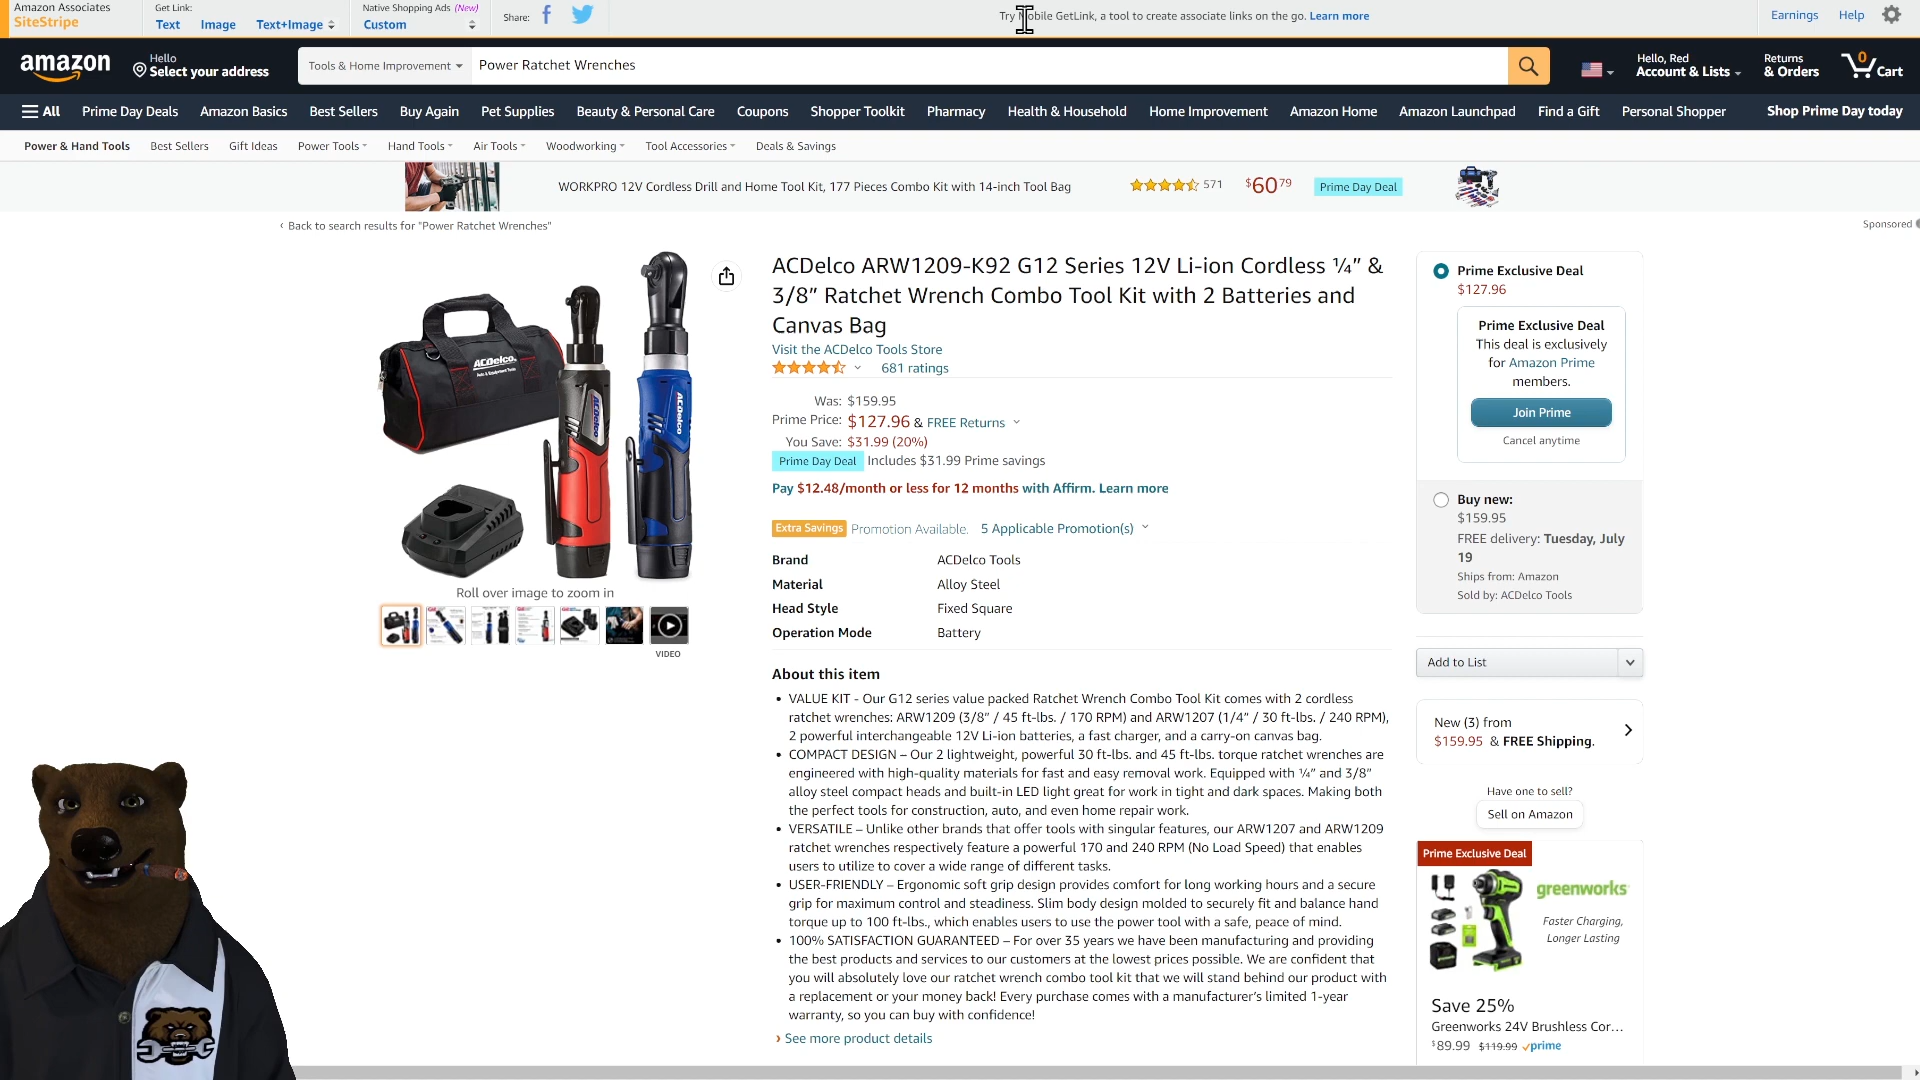 Amazon Associates
SiteStripe
Get Link:
Text Image Text+Image
Native Shopping Ads (New)
Custom
Share:
Try Mobile GetLink, a tool to create associate links on the go. Learn more
Earnings Help
amazon
Hello
Select your address
Tools & Home Improvement
Power Ratchet Wrenches
Hello, Red
Account & Lists
Returns
& Orders
0
Cart
All Prime Day Deals Amazon Basics Best Sellers Buy Again Pet Supplies Beauty & Personal Care Coupons Shopper Toolkit Pharmacy Health & Household Home Improvement Amazon Home Amazon Launchpad Find a Gift Personal Shopper Shop Prime Day today
Power & Hand Tools Best Sellers Gift Ideas Power Tools Hand Tools Air Tools Woodworking Tool Accessories Deals & Savings
WORKPRO 12V Cordless Drill and Home Tool Kit, 177 Pieces Combo Kit with 14-inch Tool Bag 571 $60 79 Prime Day Deal
‹ Back to search results for "Power Ratchet Wrenches"
Sponsored
ACDelco
Auto & Equipment Tools
ACDelco
ACDelco
Roll over image to zoom in
VIDEO
ACDelco ARW1209-K92 G12 Series 12V Li-ion Cordless ¼” &
3/8” Ratchet Wrench Combo Tool Kit with 2 Batteries and
Canvas Bag
Visit the ACDelco Tools Store
681 ratings
Was: $159.95
Prime Price: $127.96 & FREE Returns
You Save: $31.99 (20%)
Prime Day Deal Includes $31.99 Prime savings
Pay $12.48/month or less for 12 months with Affirm. Learn more
Extra Savings Promotion Available. 5 Applicable Promotion(s)
Brand ACDelco Tools
Material Alloy Steel
Head Style Fixed Square
Operation Mode Battery
About this item
• VALUE KIT - Our G12 series value packed Ratchet Wrench Combo Tool Kit comes with 2 cordless
ratchet wrenches: ARW1209 (3/8” / 45 ft-lbs. / 170 RPM) and ARW1207 (1/4” / 30 ft-lbs. / 240 RPM),
2 powerful interchangeable 12V Li-ion batteries, a fast charger, and a carry-on canvas bag.
• COMPACT DESIGN – Our 2 lightweight, powerful 30 ft-lbs. and 45 ft-lbs. torque ratchet wrenches are
engineered with high-quality materials for fast and easy removal work. Equipped with ¼” and 3/8”
alloy steel compact heads and built-in LED light great for work in tight and dark spaces. Making both
the perfect tools for construction, auto, and even home repair work.
• VERSATILE – Unlike other brands that offer tools with singular features, our ARW1207 and ARW1209
ratchet wrenches respectively feature a powerful 170 and 240 RPM (No Load Speed) that enables
users to utilize to cover a wide range of different tasks.
• USER-FRIENDLY – Ergonomic soft grip design provides comfort for long working hours and a secure
grip for maximum control and steadiness. Slim body design molded to securely fit and balance hand
torque up to 100 ft-lbs., which enables users to use the power tool with a safe, peace of mind.
• 100% SATISFACTION GUARANTEED – For over 35 years we have been manufacturing and providing
the best products and services to our customers at the lowest prices possible. We are confident that
you will absolutely love our ratchet wrench combo tool kit that we will stand behind our product with
a replacement or your money back! Every purchase comes with a manufacturer’s limited 1-year
warranty, so you can buy with confidence!
› See more product details
Prime Exclusive Deal
$127.96
Prime Exclusive Deal
This deal is exclusively
for Amazon Prime
members.
Join Prime
Cancel anytime
Buy new:
$159.95
FREE delivery: Tuesday, July
19
Ships from: Amazon
Sold by: ACDelco Tools
Add to List
New (3) from
$159.95 & FREE Shipping.
Have one to sell?
Sell on Amazon
Prime Exclusive Deal
greenworks
Faster Charging,
Longer Lasting
Save 25%
Greenworks 24V Brushless Cor...
$89.99 $119.99 prime